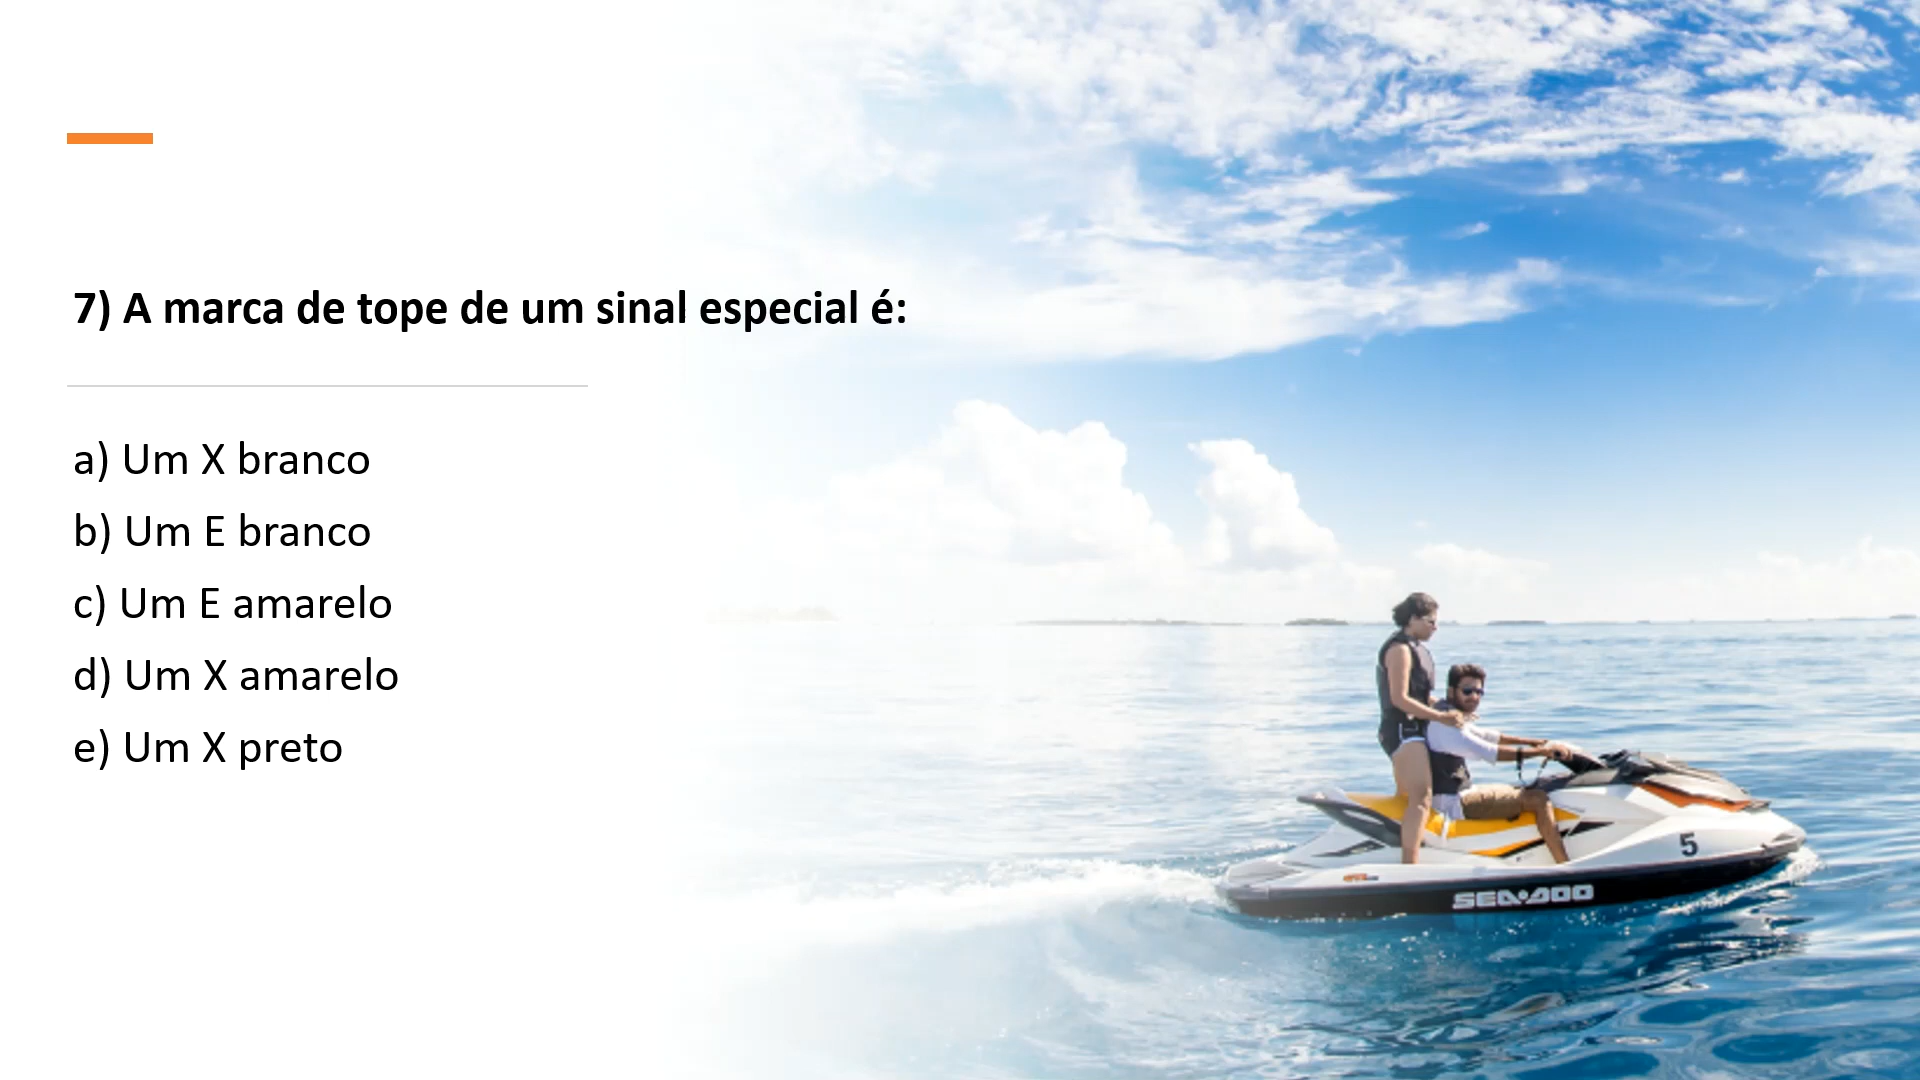 7) A marca de tope de um sinal especial é:
a) Um X branco
b) Um E branco
c) Um E amarelo
d) Um X amarelo
e) Um X preto
5
SEA-DOO